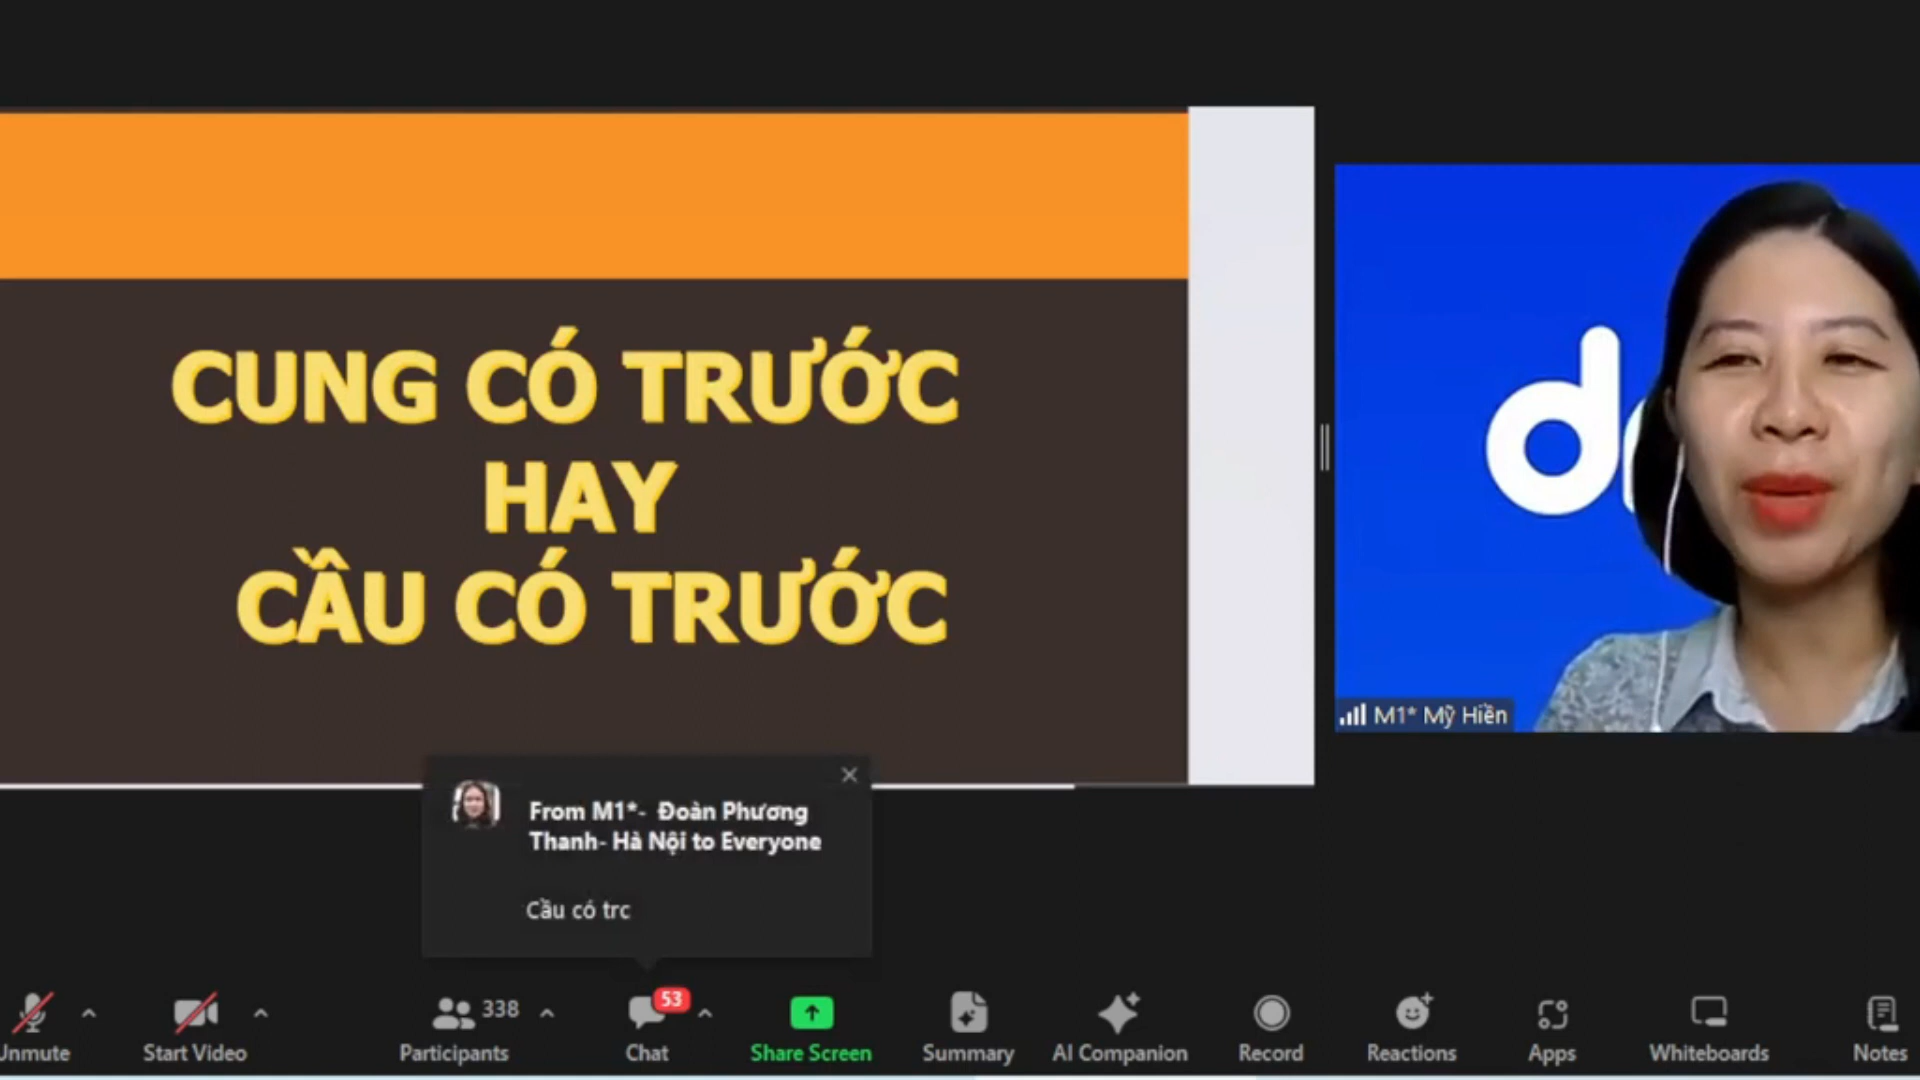 CUNG CÓ TRƯỚC
HAY
CẦU CÓ TRƯỚC
M1* Mỹ Hiền
From M1*- Đoàn Phương
Thanh- Hà Nội to Everyone
Cầu có trc
338
53
Unmute
Start Video
Participants
Chat
Share Screen
Summary
AI Companion
Record
Reactions
Apps
Whiteboards
Notes